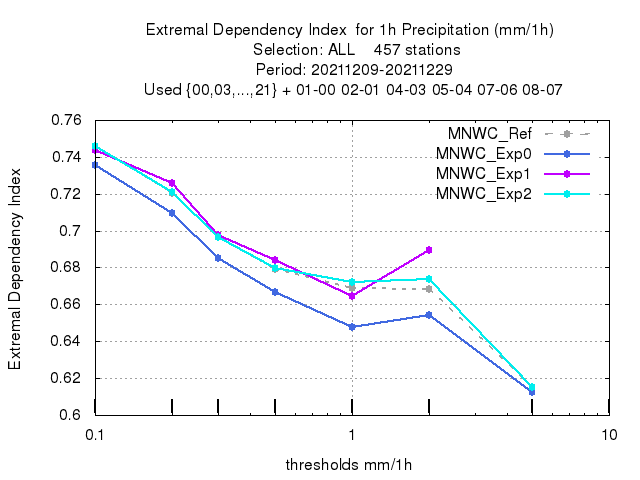 Extremal Dependency Index  for 1h Precipitation (mm/1h)
Selection: ALL    457 stations
Period: 20211209-20211229
Used {00,03,...,21} + 01-00 02-01 04-03 05-04 07-06 08-07
MNWC_Ref
MNWC_Exp0
MNWC_Exp1
MNWC_Exp2
Extremal Dependency Index
0.76
0.74
0.72
0.7
0.68
0.66
0.64
0.62
0.6
0.1
1
10
thresholds mm/1h